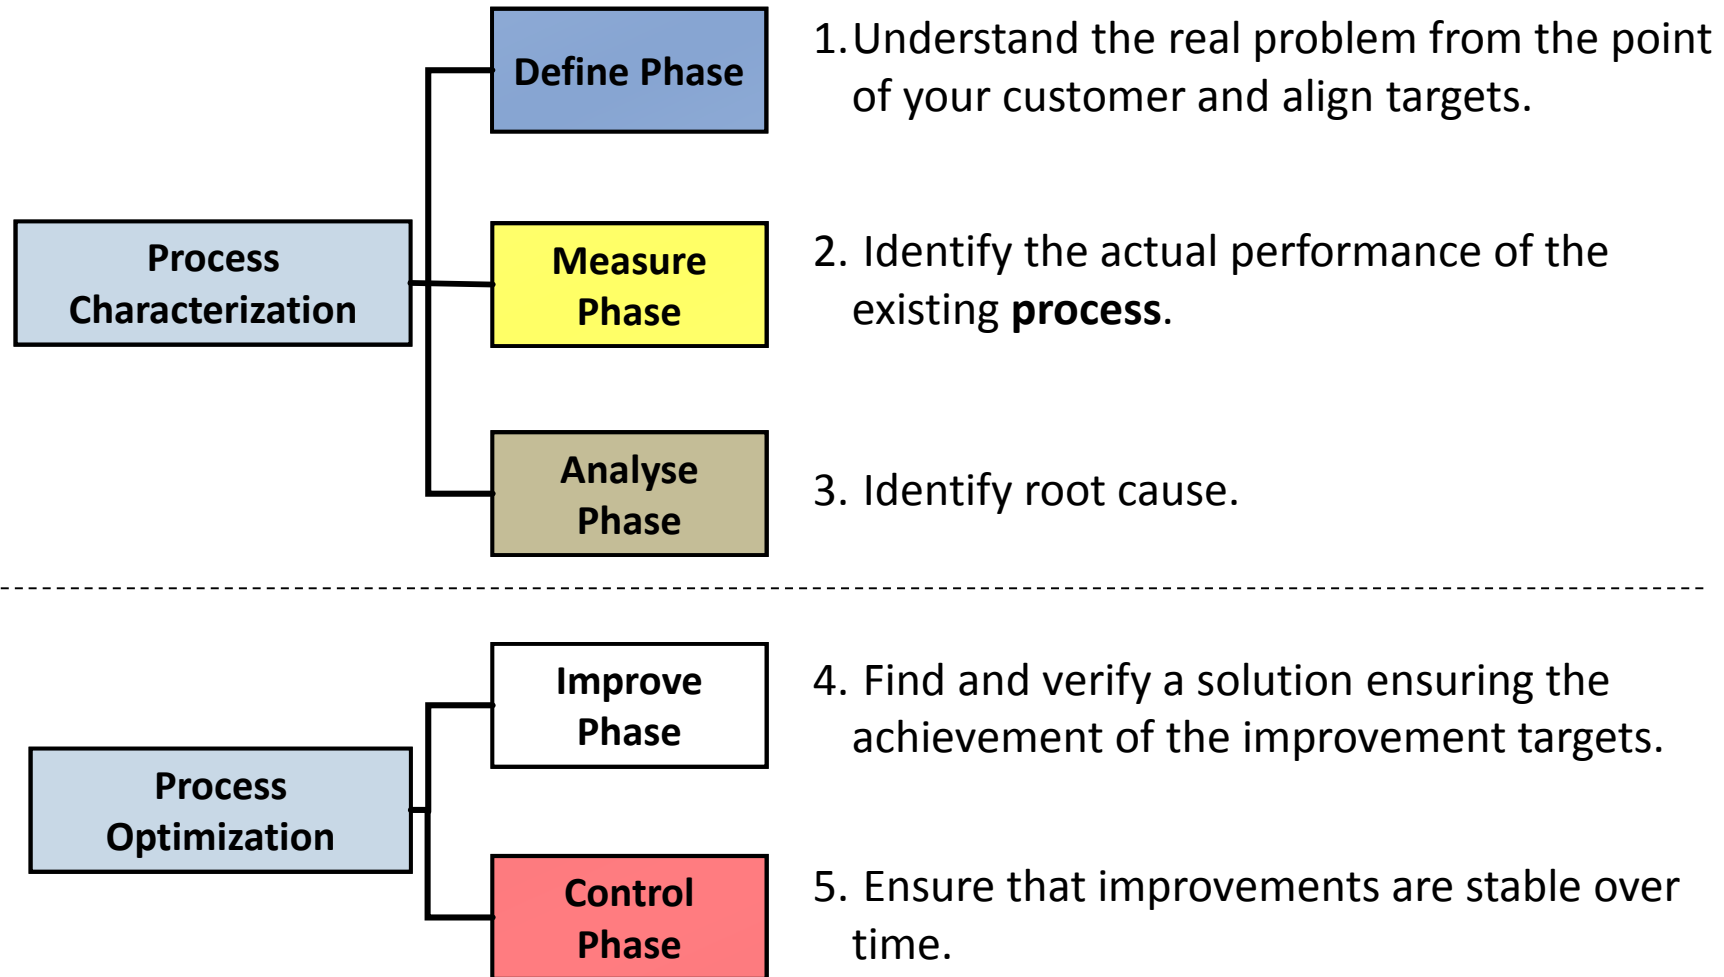 Define Phase
1.Understand the real problem from the point
of your customer and align targets.
Process
Characterization
Measure
Phase
2. Identify the actual performance of the
existing process.
Analyse
Phase
3. Identify root cause.
Improve
Phase
4. Find and verify a solution ensuring the
achievement of the improvement targets.
Process
Optimization
Control
Phase
5. Ensure that improvements are stable over
time.